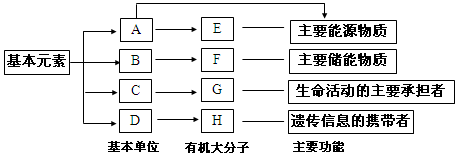 A E 主要能源物质
基本元素 B F 主要储能物质
C G 生命活动的主要承担者
D H 遗传信息的携带者
基本单位 有机大分子 主要功能